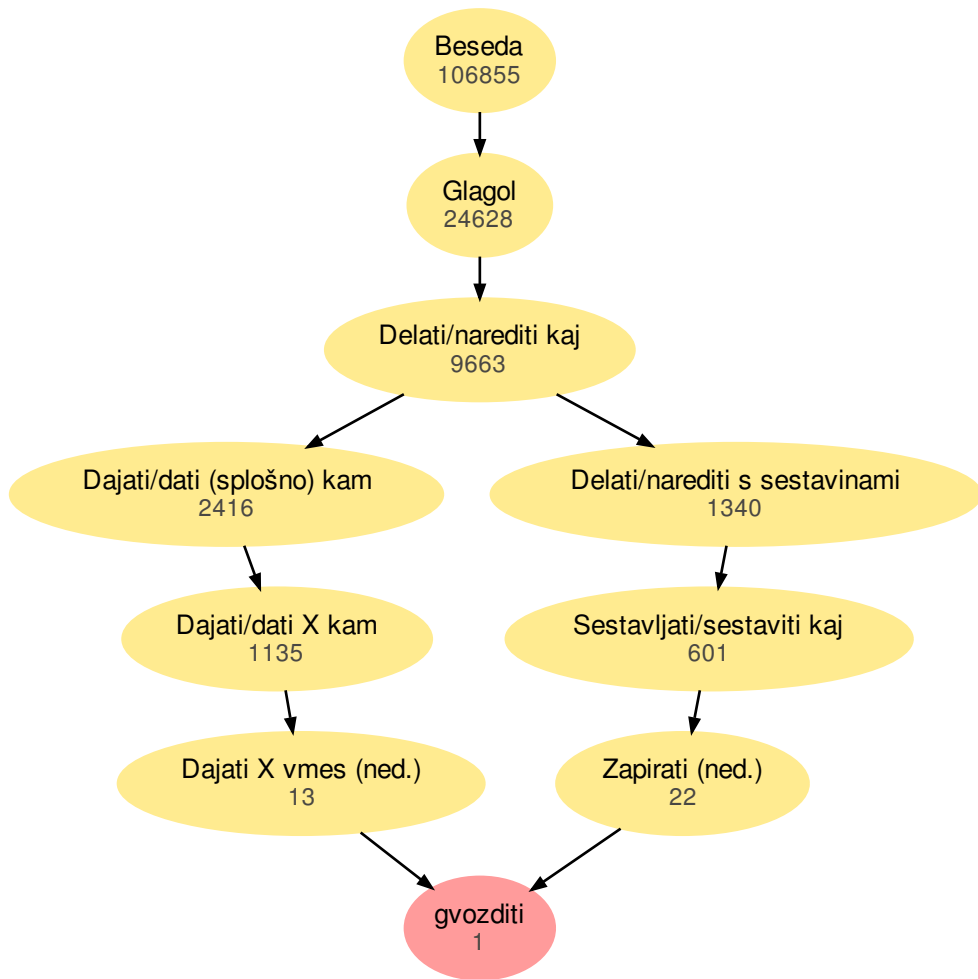 Beseda
106855
Glagol
24628
Delati/narediti kaj
9663
Dajati/dati (splošno) kam
2416
Delati/narediti s sestavinami
1340
Dajati/dati X kam
1135
Sestavljati/sestaviti kaj
601
Dajati X vmes (ned.)
13
Zapirati (ned.)
22
gvozditi
1